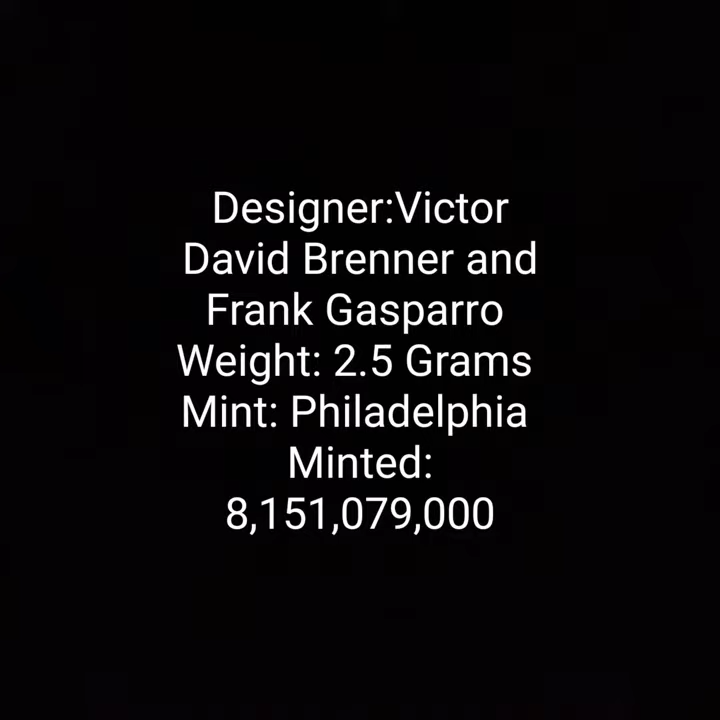 Designer:Victor
David Brenner and
Frank Gasparro
Weight: 2.5 Grams
Mint: Philadelphia
Minted:
8,151,079,000